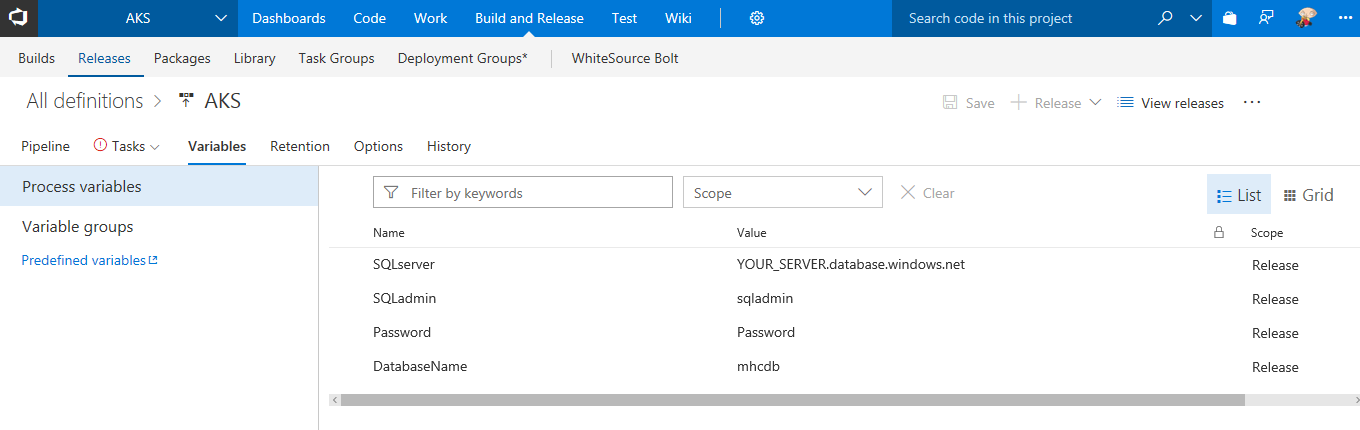 AKS Dashboards Code Work Build and Release Test Wiki Search code in this project
Builds Releases Packages Library Task Groups Deployment Groups* WhiteSource Bolt
All definitions > AKS Save Release View releases ...
Pipeline Tasks Variables Retention Options History
Process variables
Variable groups
Predefined variables
Filter by keywords Scope Clear List Grid
Name Value Scope
SQLserver YOUR_SERVER.database.windows.net Release
SQLadmin sqladmin Release
Password Password Release
DatabaseName mhcdb Release